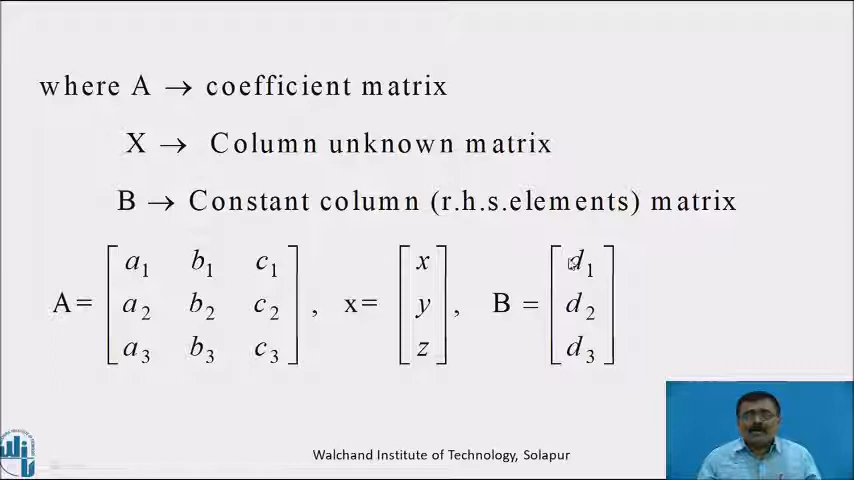 where A → coefficient matrix
X → Column unknown matrix
B → Constant column (r.h.s.elements) matrix
A = [ a1 b1 c1 ; a2 b2 c2 ; a3 b3 c3 ] , x = [ x ; y ; z ] , B = [ d1 ; d2 ; d3 ]
Walchand Institute of Technology, Solapur